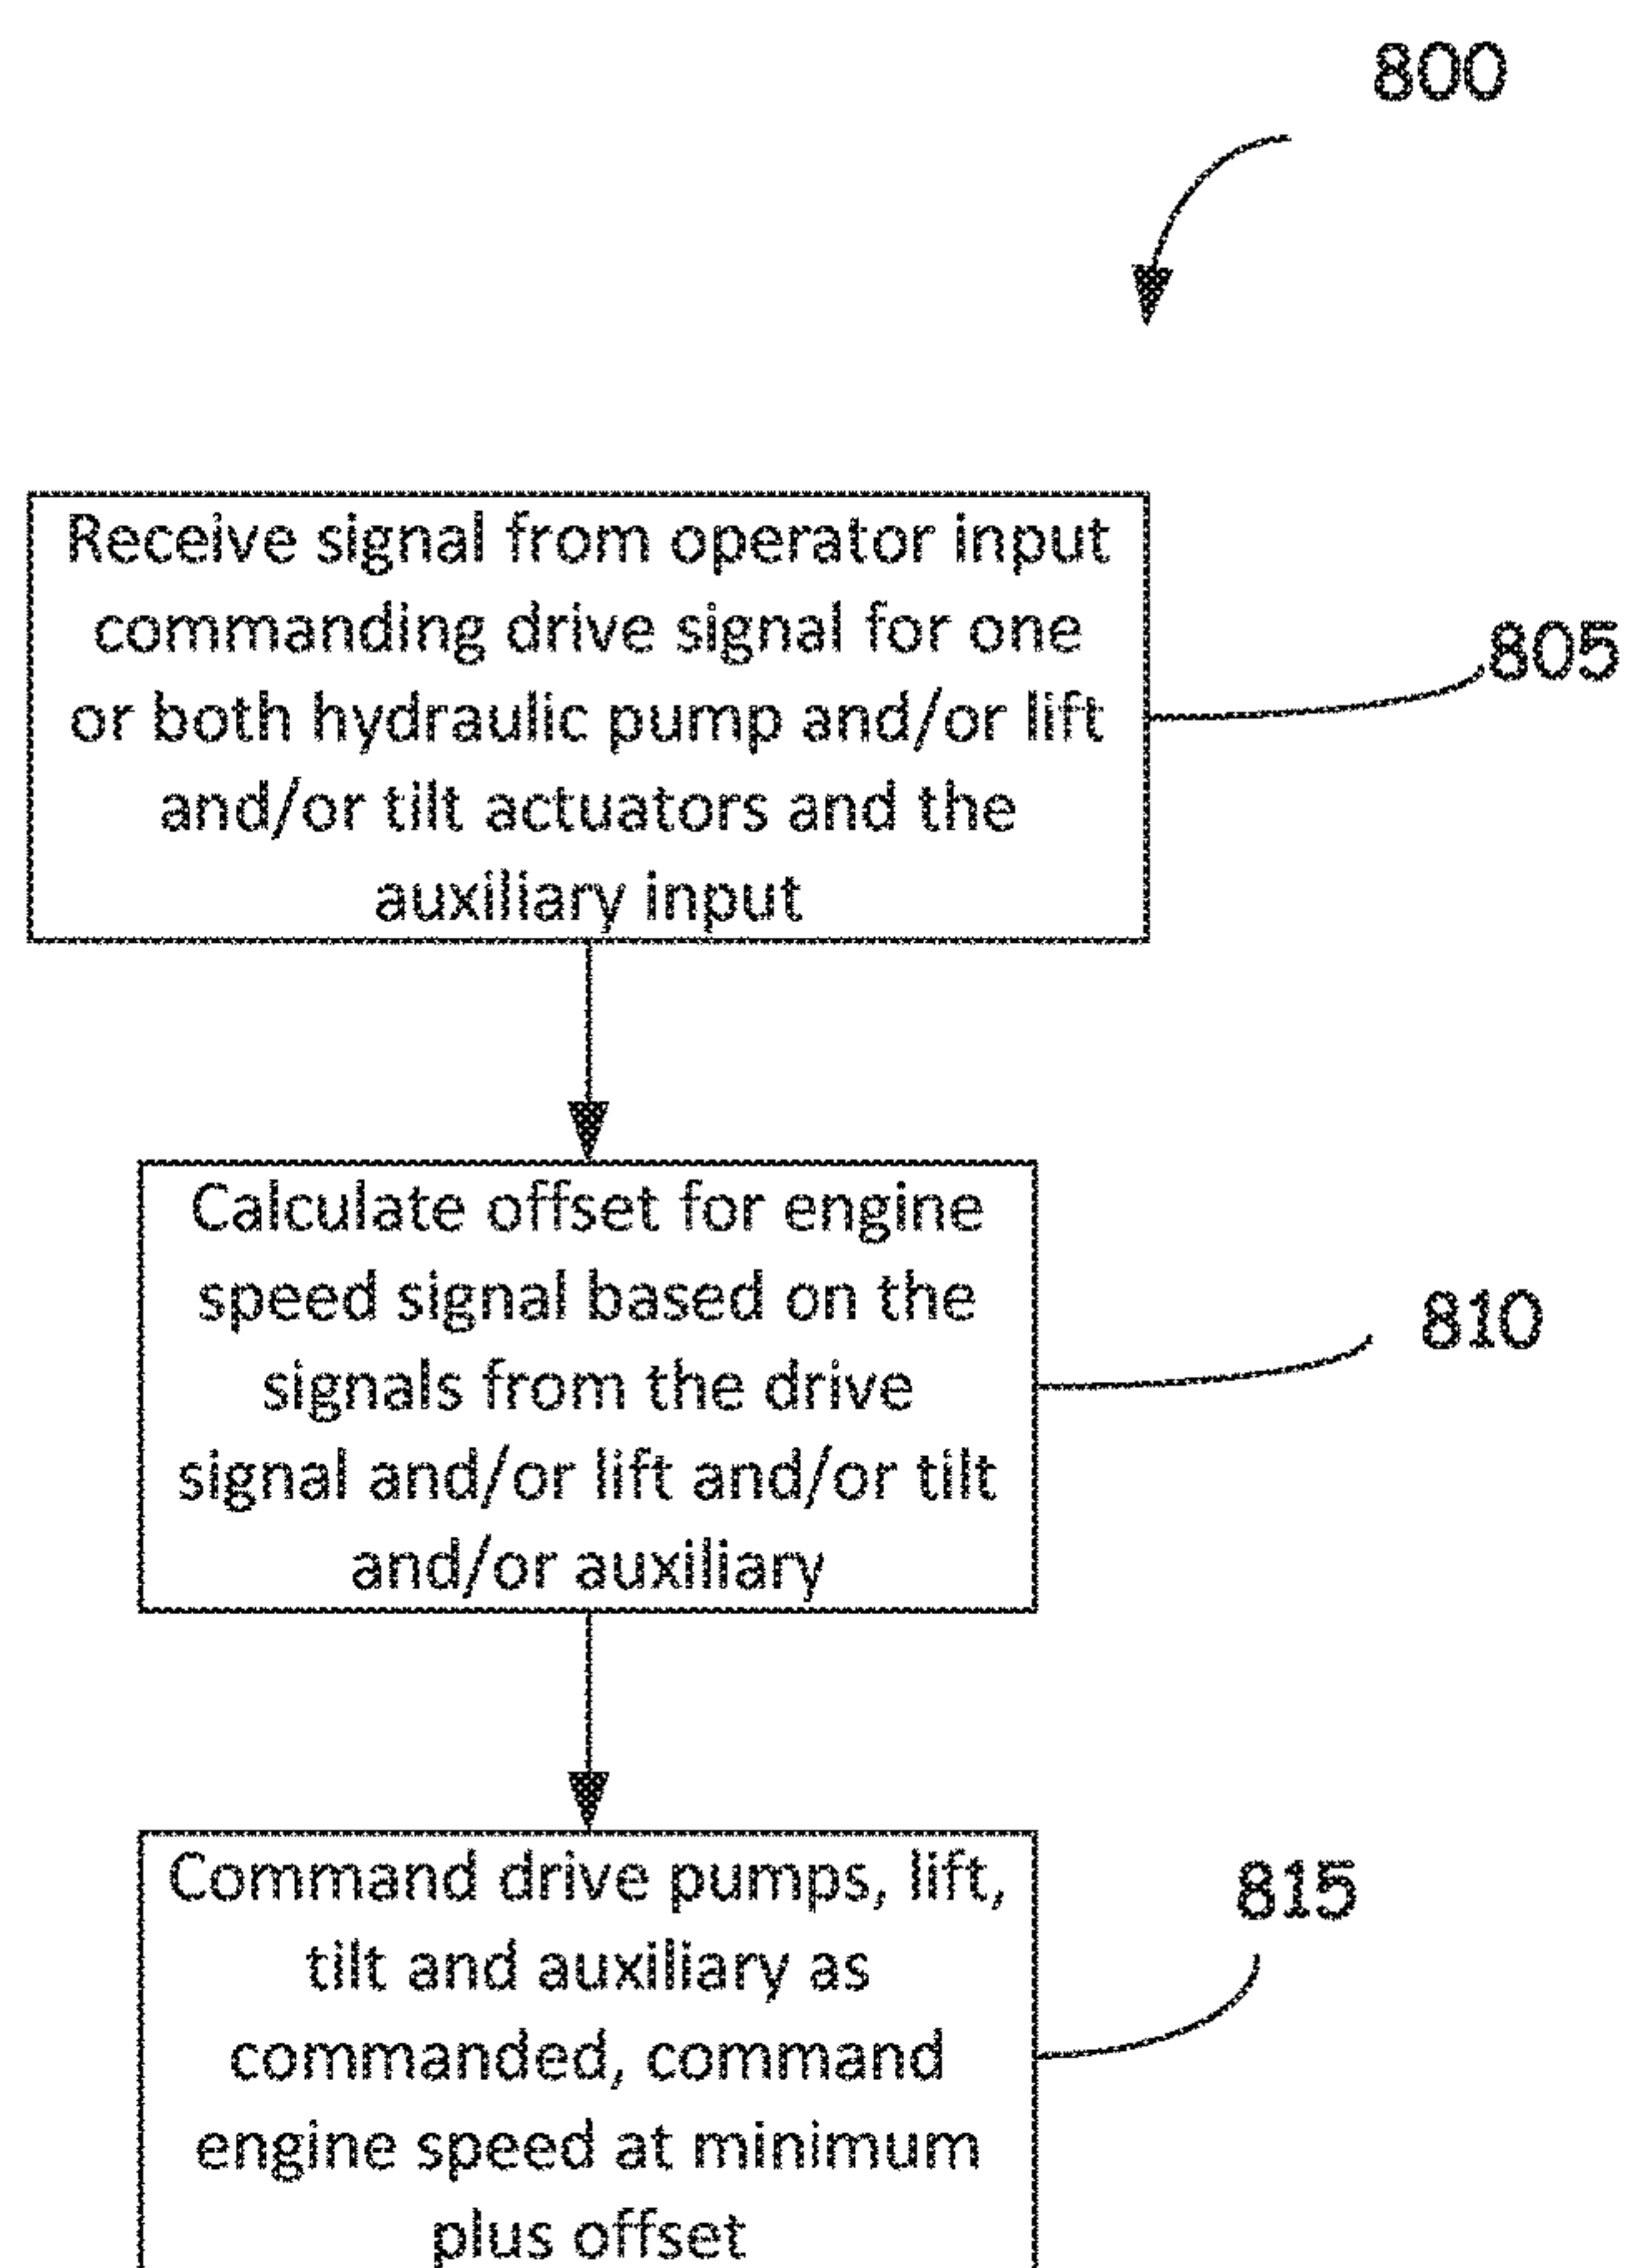 800
Receive signal from operator input
commanding drive signal for one
or both hydraulic pump and/or lift
and/or tilt actuators and the
auxiliary input
805
Calculate offset for engine
speed signal based on the
signals from the drive
signal and/or lift and/or tilt
and/or auxiliary
810
Command drive pumps, lift,
tilt and auxiliary as
commanded, command
engine speed at minimum
plus offset
815